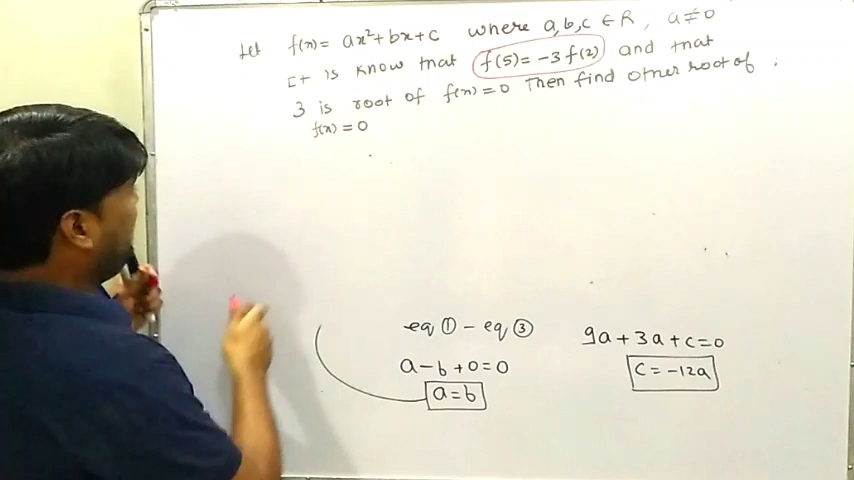 Let f(x) = ax²+bx+c where a,b,c ∈ R, a≠0
It is know that f(5) = -3f(2) and that
3 is root of f(x)=0 Then find other root of .
f(x)=0
eq ① - eq ③
a-b+0=0
a=b
9a+3a+c=0
c=-12a